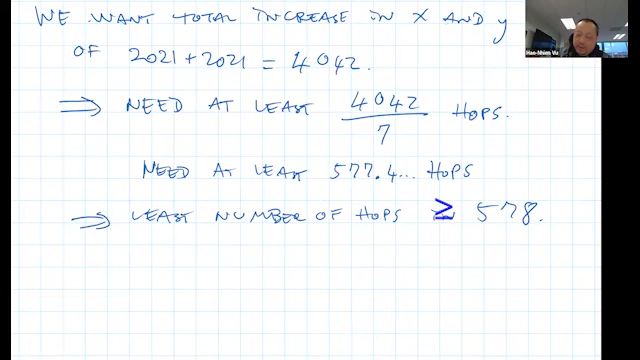 WE WANT TOTAL INCREASE IN X AND y
OF 2021 + 2021 = 4042.
⟹ NEED AT LEAST 4042/7 HOPS.
NEED AT LEAST 577.4... HOPS
⟹ LEAST NUMBER OF HOPS ≥ 578.
Hao-Nhien Vu